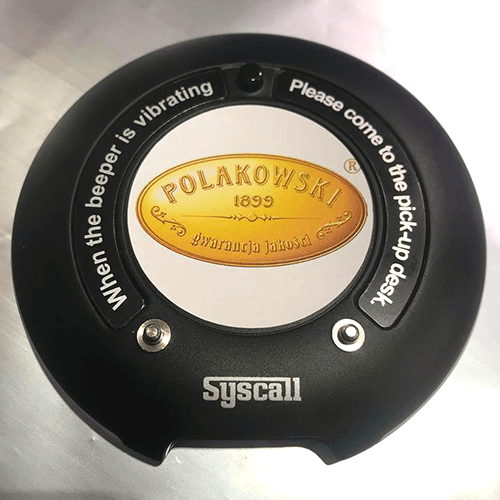 When the beeper is vibrating
Please come to the pick-up desk.
POLAKOWSKI
®
1899
gwarancja jakości
Syscall